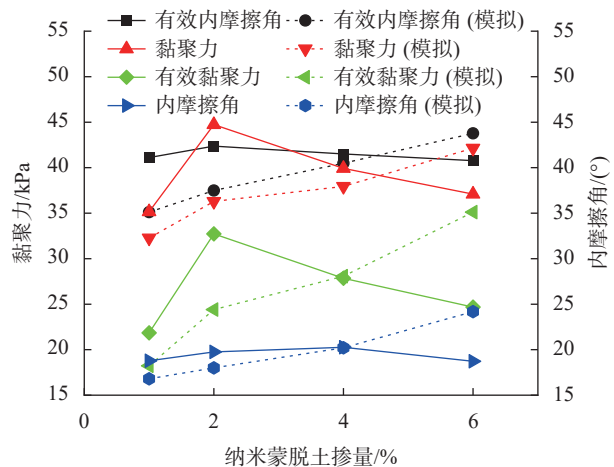 有效内摩擦角 有效内摩擦角 (模拟)
黏聚力 黏聚力 (模拟)
有效黏聚力 有效黏聚力 (模拟)
内摩擦角 内摩擦角 (模拟)
黏聚力/kPa
55
50
45
40
35
30
25
20
15
内摩擦角/(°)
55
50
45
40
35
30
25
20
15
0 2 4 6
纳米蒙脱土掺量/%